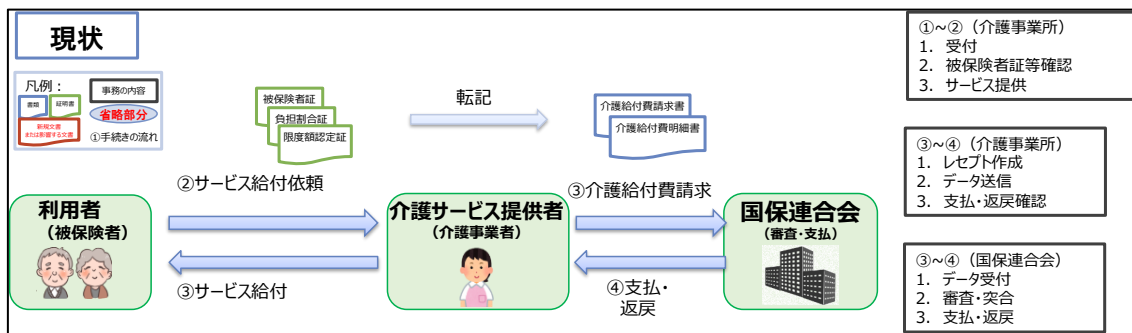 現状
凡例：
書類
証明書
事務の内容
省略部分
新規文書
または影響する文書
①手続きの流れ
被保険者証
負担割合証
限度額認定証
転記
介護給付費請求書
介護給付費明細書
②サービス給付依頼
③介護給付費請求
利用者
（被保険者）
介護サービス提供者
（介護事業者）
国保連合会
（審査・支払）
③サービス給付
④支払・
返戻
①~②（介護事業所）
1. 受付
2. 被保険者証等確認
3. サービス提供
③~④（介護事業所）
1. レセプト作成
2. データ送信
3. 支払・返戻確認
③~④（国保連合会）
1. データ受付
2. 審査・突合
3. 支払・返戻